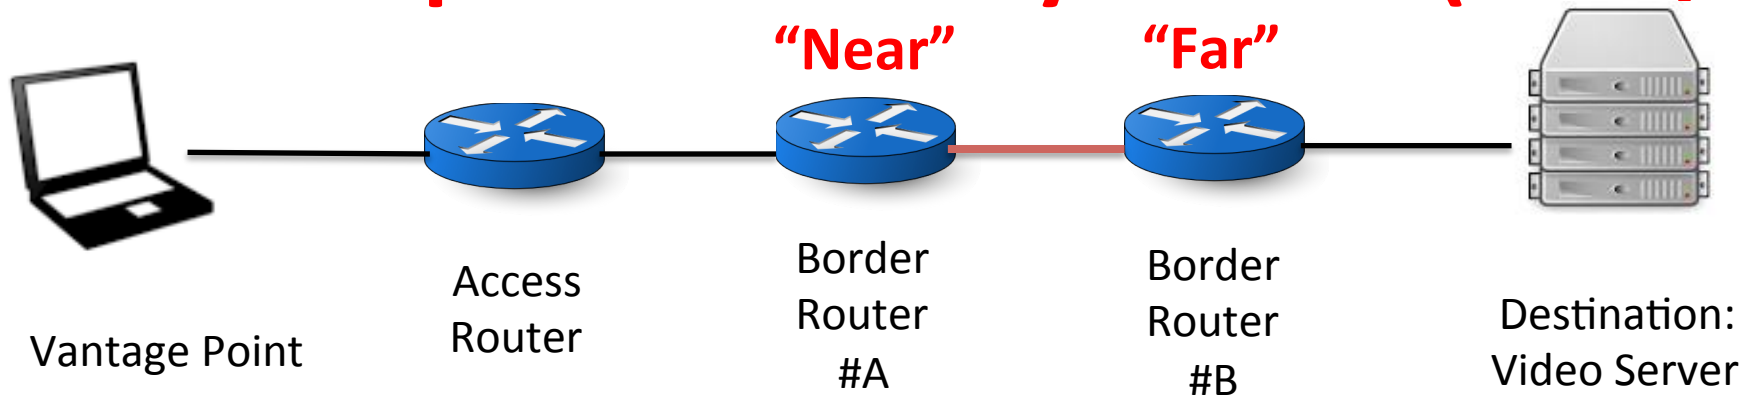 “Near”
“Far”
Access
Router
Border
Router
#A
Border
Router
#B
Vantage Point
Destination:
Video Server